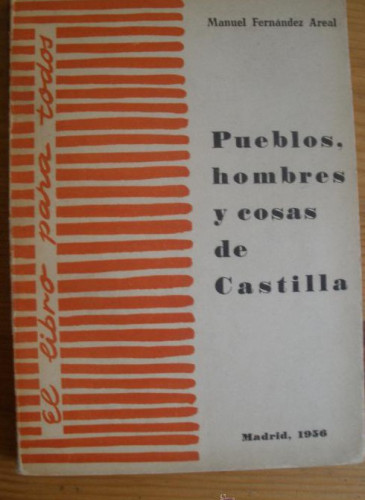 Manuel Fernández Areal
El libro para todos
Pueblos,
hombres
y cosas
de
Castilla
Madrid, 1956